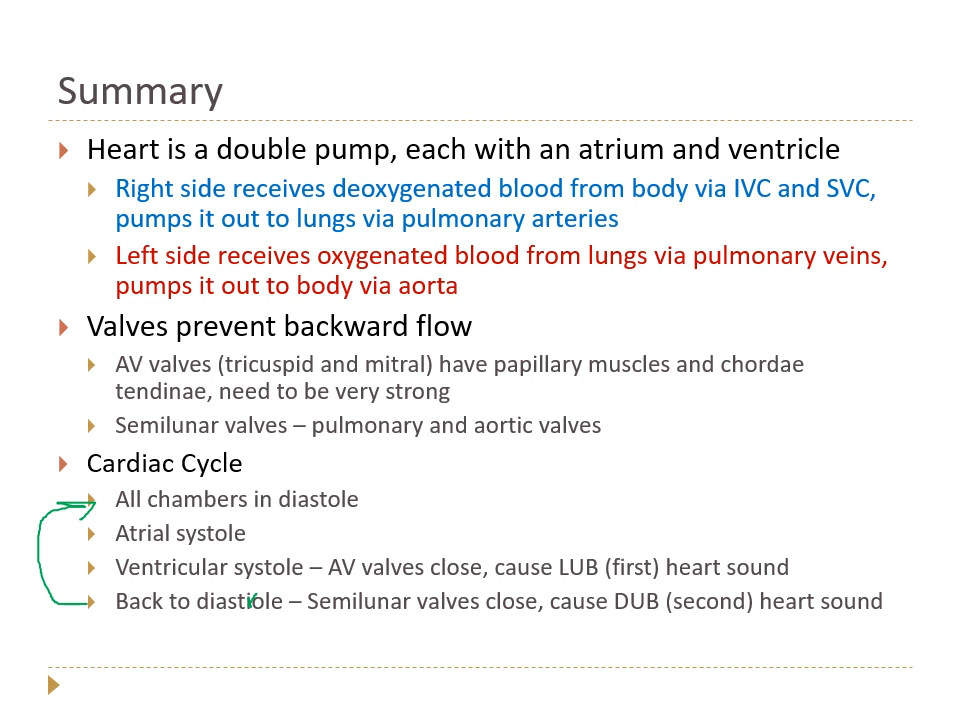 Summary
Heart is a double pump, each with an atrium and ventricle
Right side receives deoxygenated blood from body via IVC and SVC,
pumps it out to lungs via pulmonary arteries
Left side receives oxygenated blood from lungs via pulmonary veins,
pumps it out to body via aorta
Valves prevent backward flow
AV valves (tricuspid and mitral) have papillary muscles and chordae
tendinae, need to be very strong
Semilunar valves – pulmonary and aortic valves
Cardiac Cycle
All chambers in diastole
Atrial systole
Ventricular systole – AV valves close, cause LUB (first) heart sound
Back to diastiole – Semilunar valves close, cause DUB (second) heart sound